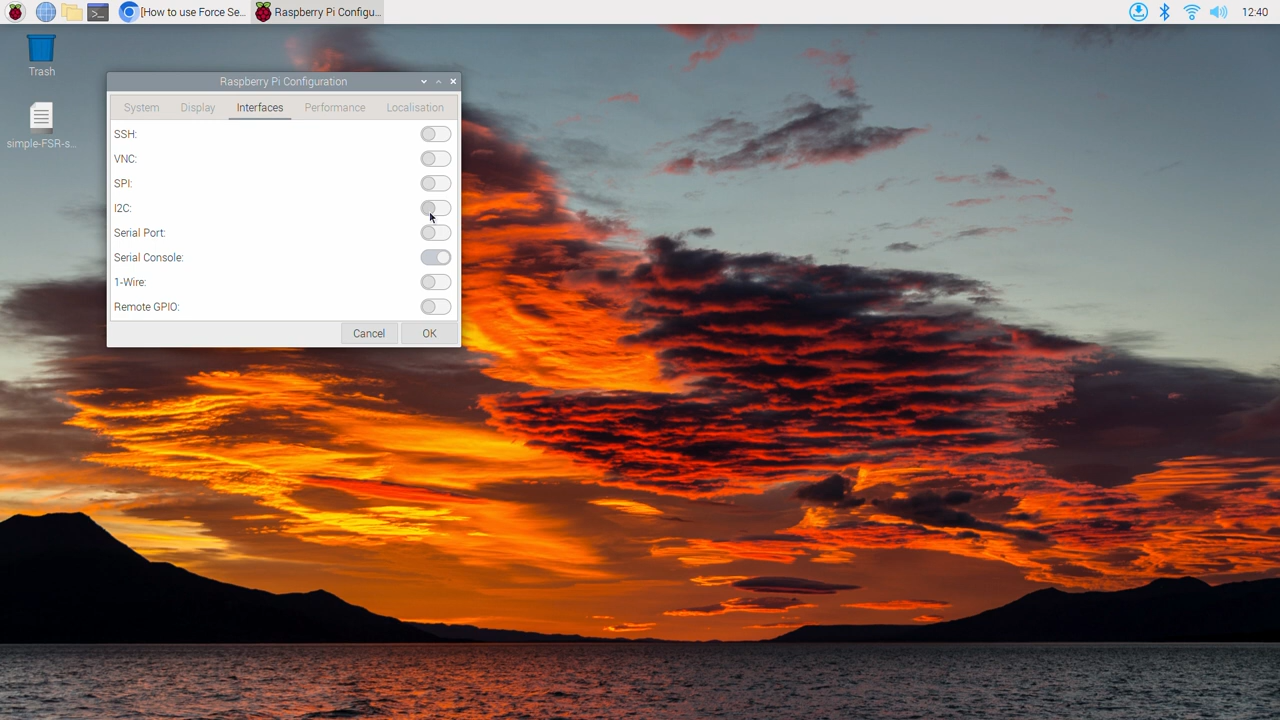 [How to use Force Se...
Raspberry Pi Configu...
12:40
Trash
simple-FSR-s...
Raspberry Pi Configuration
System Display Interfaces Performance Localisation
SSH:
VNC:
SPI:
I2C:
Serial Port:
Serial Console:
1-Wire:
Remote GPIO:
Cancel OK